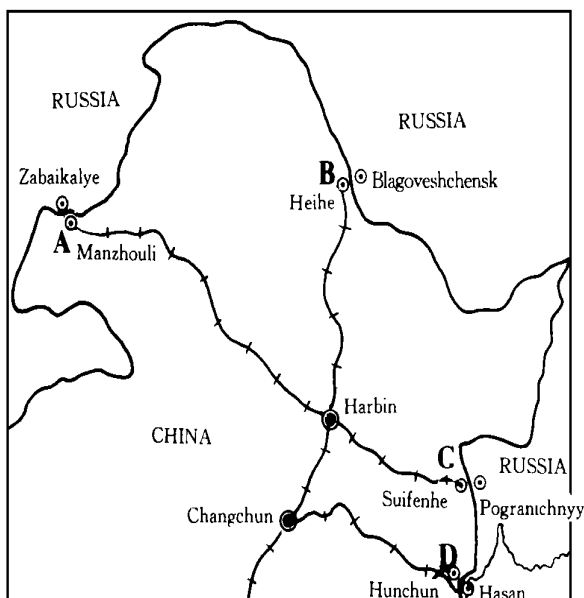 RUSSIA
RUSSIA
Zabaikalye
B
Blagoveshchensk
Heihe
A
Manzhouli
Harbin
CHINA
C
RUSSIA
Suifenhe
Pogranichnyy
Changchun
D
Hunchun
Hasan